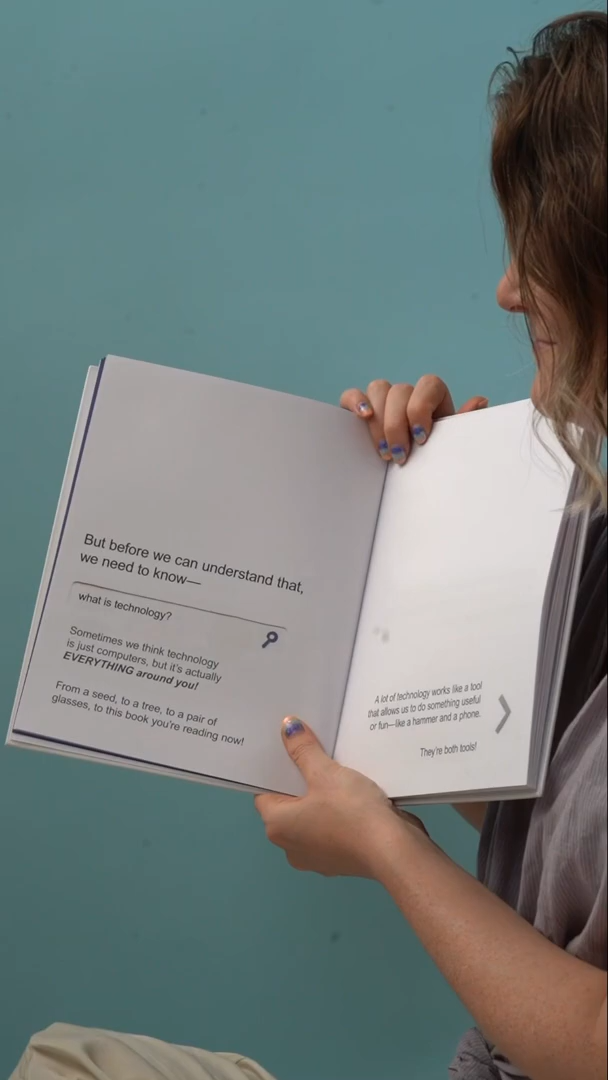 But before we can understand that,
we need to know—
what is technology?
Sometimes we think technology
is just computers, but it's actually
EVERYTHING around you!
From a seed, to a tree, to a pair of
glasses, to this book you're reading now!
A lot of technology works like a tool
that allows us to do something useful
or fun—like a hammer and a phone.
They're both tools!